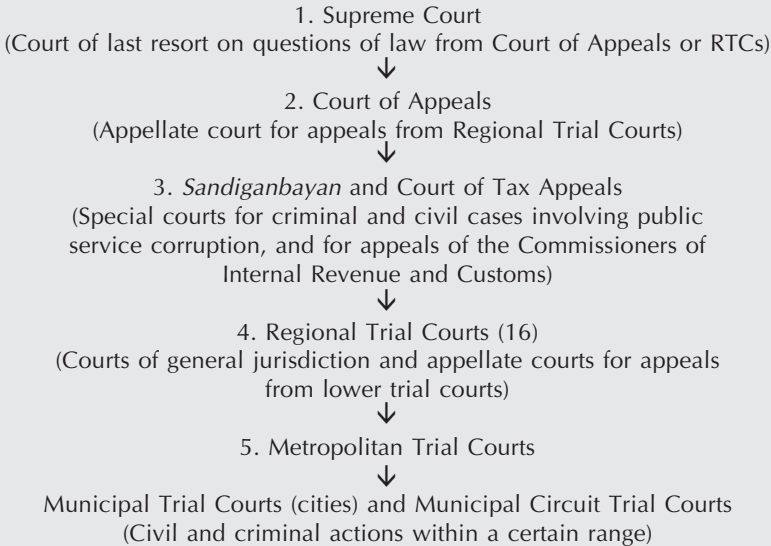 1. Supreme Court
(Court of last resort on questions of law from Court of Appeals or RTCs)
2. Court of Appeals
(Appellate court for appeals from Regional Trial Courts)
3. Sandiganbayan and Court of Tax Appeals
(Special courts for criminal and civil cases involving public
service corruption, and for appeals of the Commissioners of
Internal Revenue and Customs)
4. Regional Trial Courts (16)
(Courts of general jurisdiction and appellate courts for appeals
from lower trial courts)
5. Metropolitan Trial Courts
Municipal Trial Courts (cities) and Municipal Circuit Trial Courts
(Civil and criminal actions within a certain range)